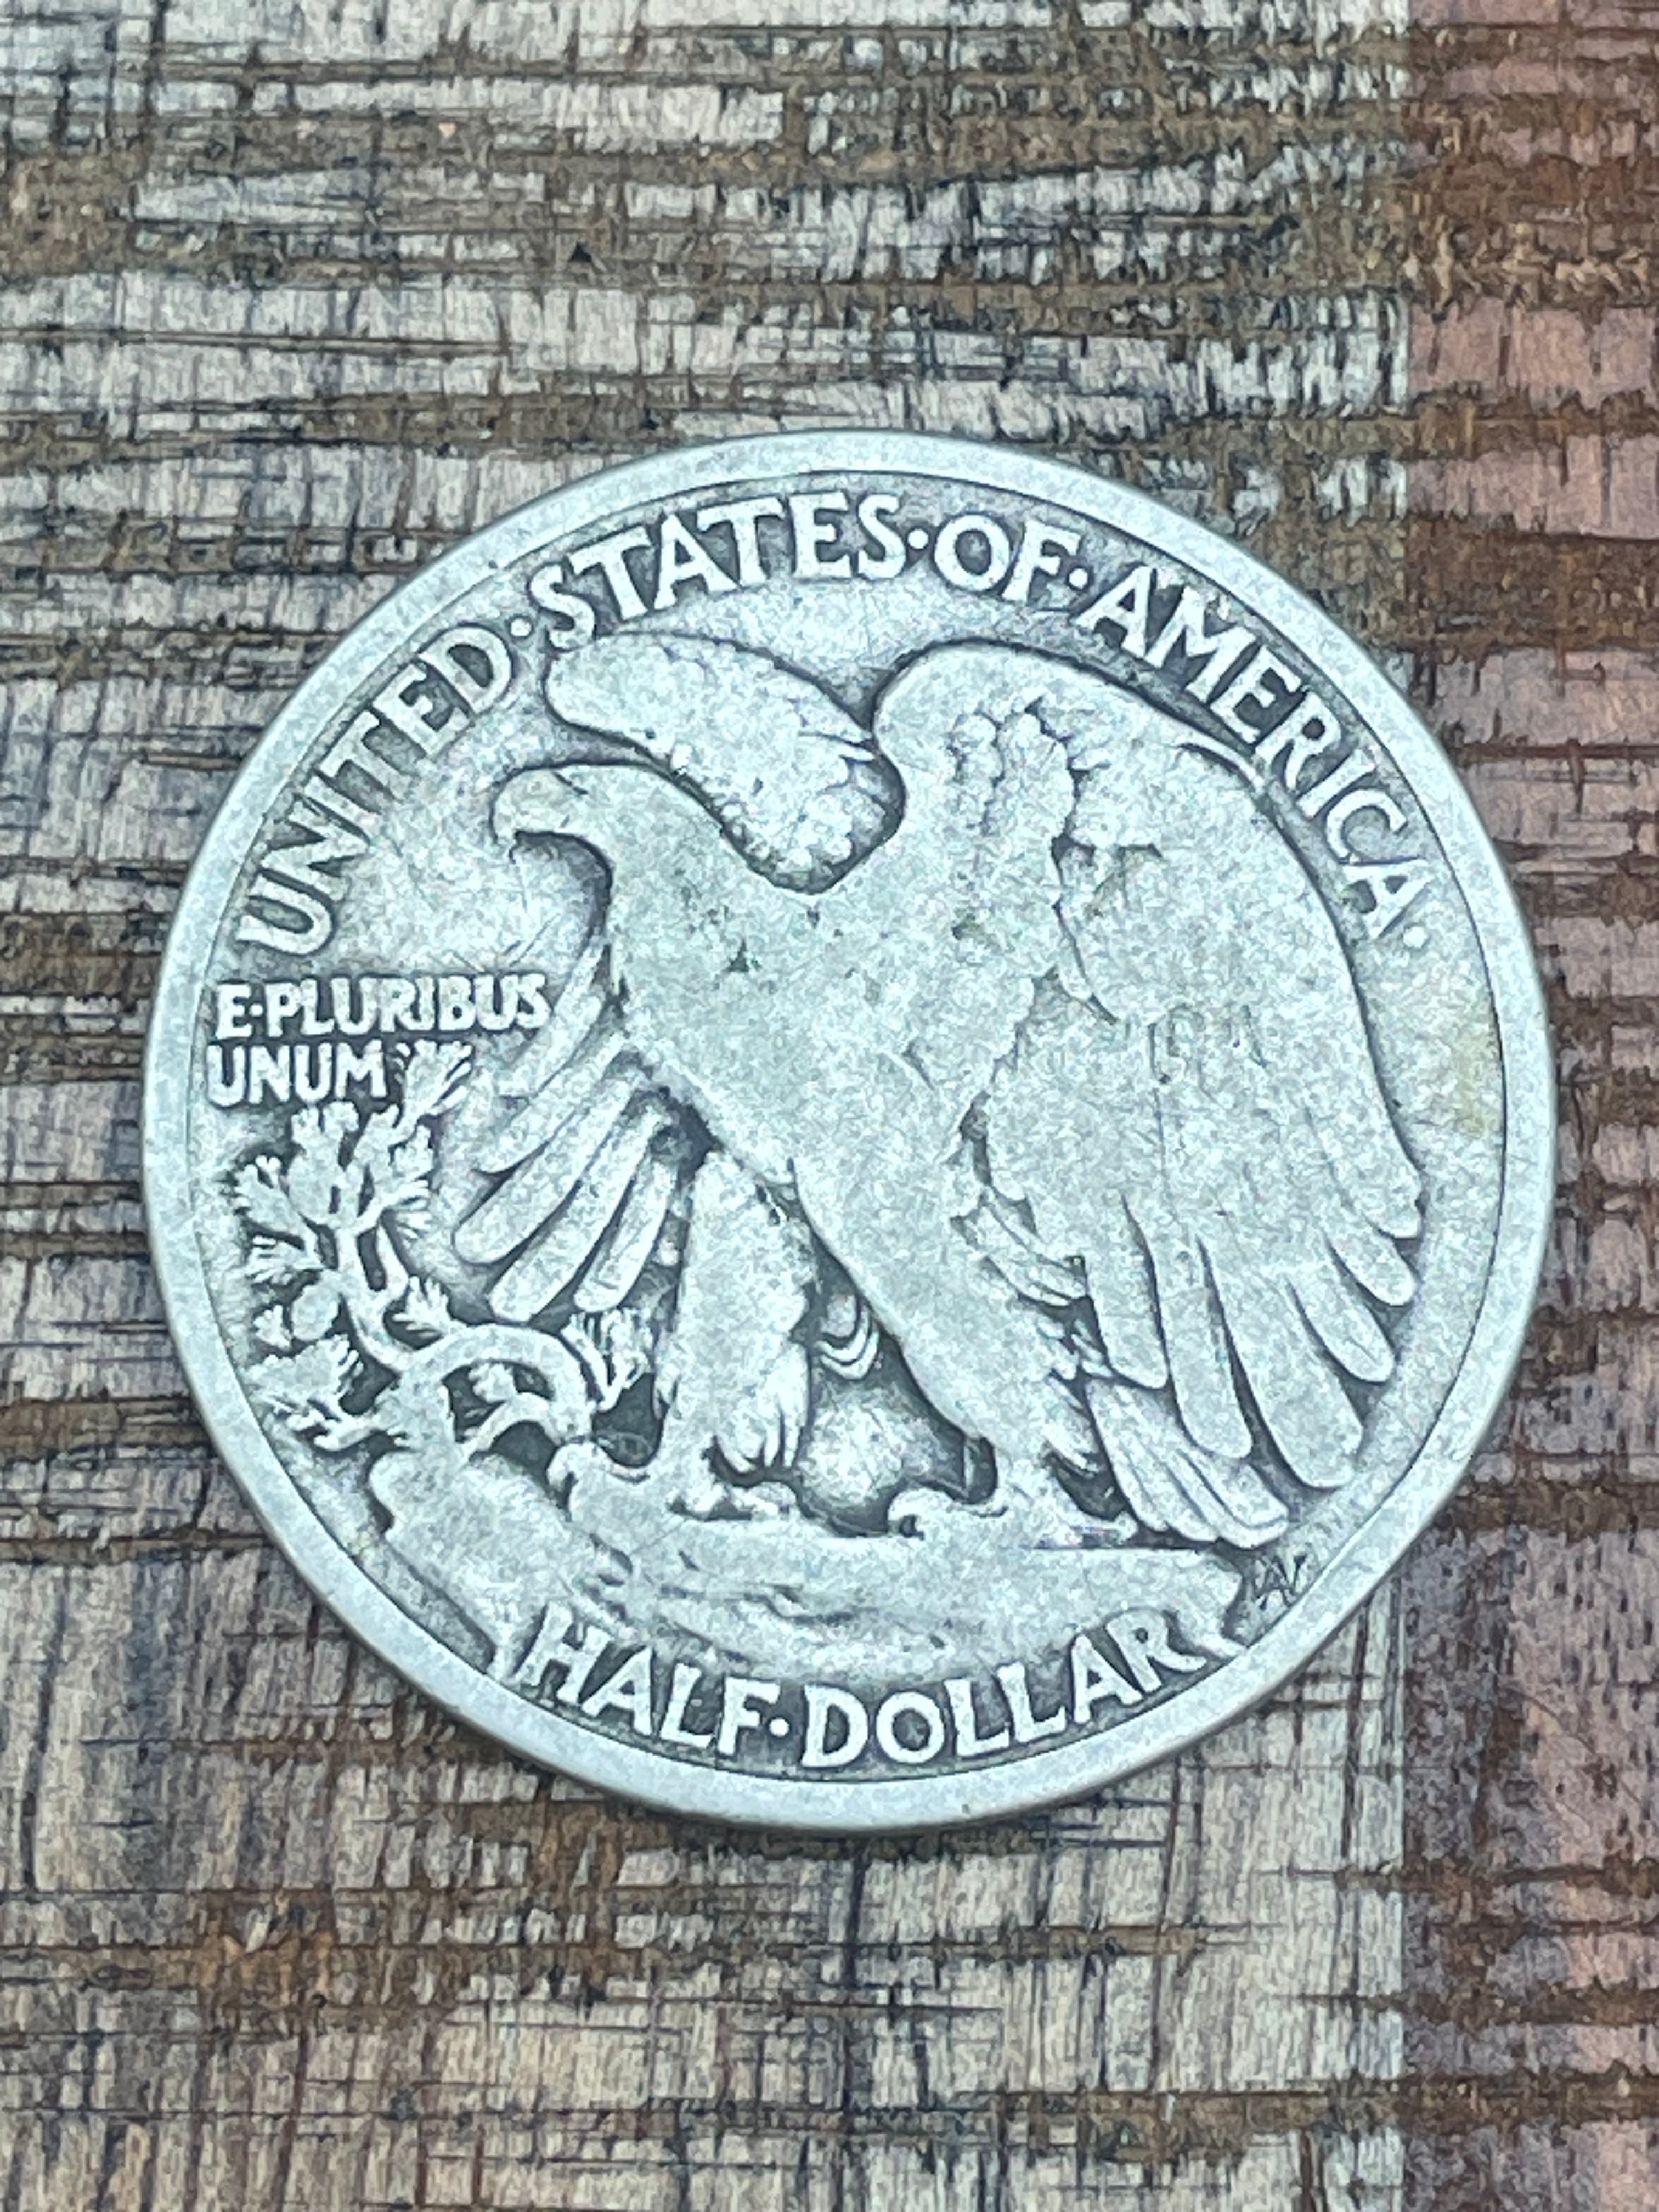 UNITED·STATES·OF·AMERICA·
E·PLURIBUS
UNUM
HALF·DOLLAR
AW